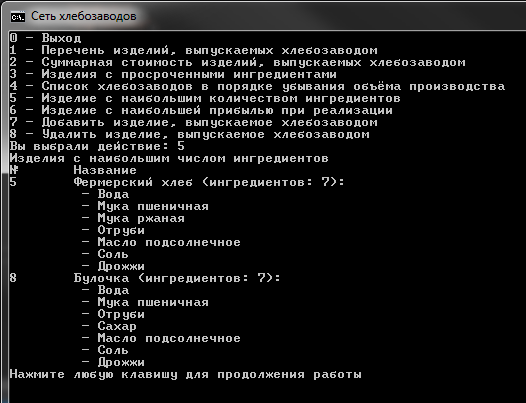 C:\. Сеть хлебозаводов
0 - Выход
1 - Перечень изделий, выпускаемых хлебозаводом
2 - Суммарная стоимость изделий, выпускаемых хлебозаводом
3 - Изделия с просроченными ингредиентами
4 - Список хлебозаводов в порядке убывания объёма производства
5 - Изделие с наибольшим количеством ингредиентов
6 - Изделие с наибольшей прибылью при реализации
7 - Добавить изделие, выпускаемое хлебозаводом
8 - Удалить изделие, выпускаемое хлебозаводом
Вы выбрали действие: 5
Изделия с наибольшим числом ингредиентов
№ Название
5 Фермерский хлеб (ингредиентов: 7):
- Вода
- Мука пшеничная
- Мука ржаная
- Отруби
- Масло подсолнечное
- Соль
- Дрожжи
8 Булочка (ингредиентов: 7):
- Вода
- Мука пшеничная
- Отруби
- Сахар
- Масло подсолнечное
- Соль
- Дрожжи
Нажмите любую клавишу для продолжения работы